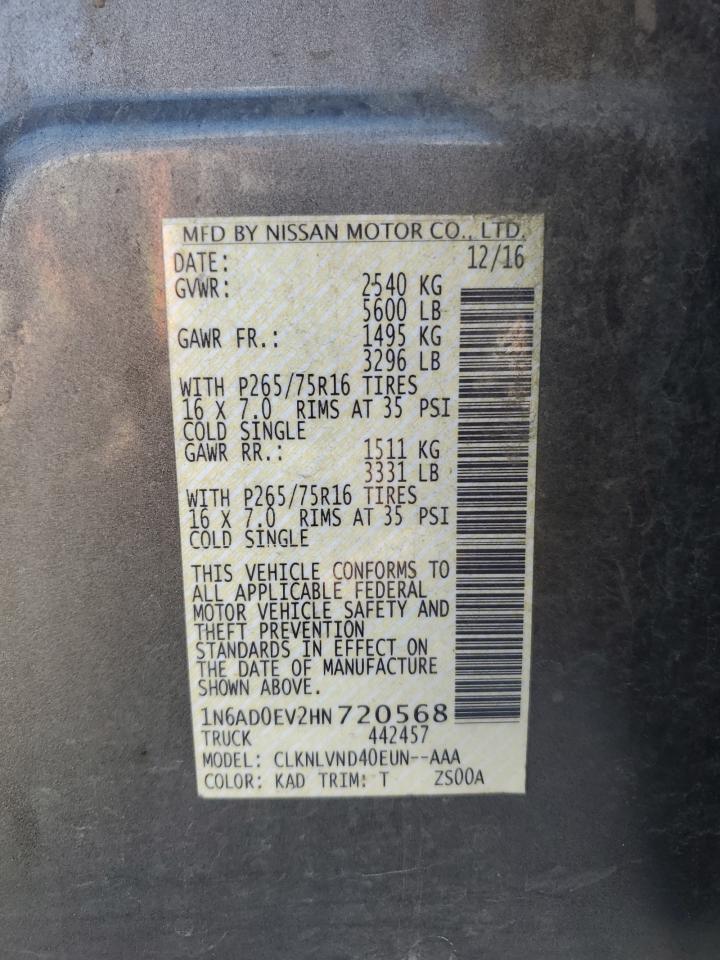 MFD BY NISSAN MOTOR CO., LTD.
DATE: 12/16
GVWR: 2540 KG
5600 LB
GAWR FR.: 1495 KG
3296 LB
WITH P265/75R16 TIRES
16 X 7.0 RIMS AT 35 PSI
COLD SINGLE
GAWR RR.: 1511 KG
3331 LB
WITH P265/75R16 TIRES
16 X 7.0 RIMS AT 35 PSI
COLD SINGLE
THIS VEHICLE CONFORMS TO
ALL APPLICABLE FEDERAL
MOTOR VEHICLE SAFETY AND
THEFT PREVENTION
STANDARDS IN EFFECT ON
THE DATE OF MANUFACTURE
SHOWN ABOVE.
1N6AD0EV2HN720568
TRUCK 442457
MODEL: CLKNLVND40EUN--AAA
COLOR: KAD TRIM: T ZS00A